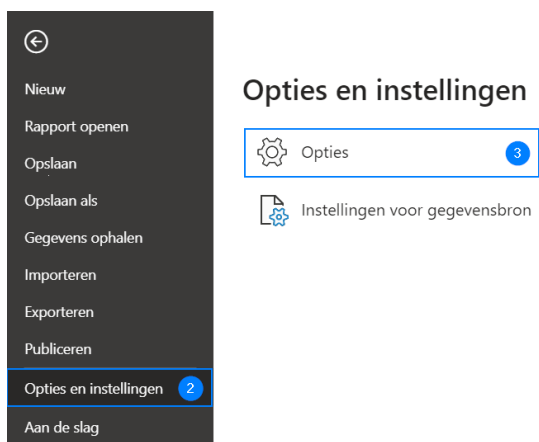 Nieuw
Rapport openen
Opslaan
Opslaan als
Gegevens ophalen
Importeren
Exporteren
Publiceren
Opties en instellingen 2
Aan de slag
Opties en instellingen
Opties 3
Instellingen voor gegevensbron